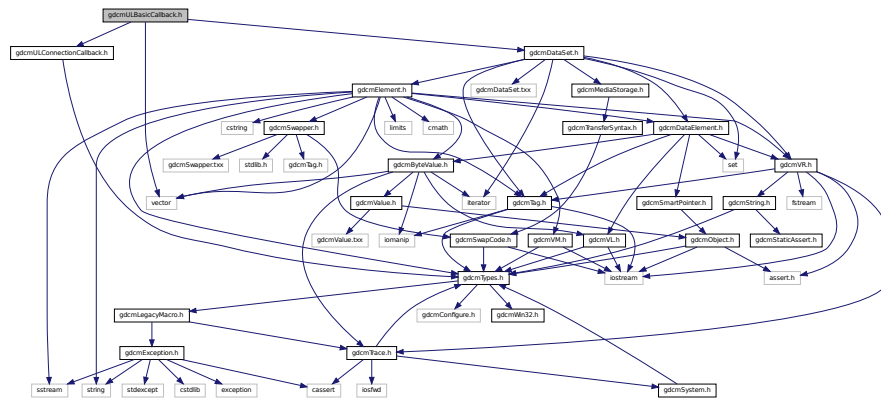 gdcmULBasicCallback.h
gdcmULConnectionCallback.h
gdcmDataSet.h
gdcmElement.h
gdcmDataSet.txx
gdcmMediaStorage.h
cstring
gdcmSwapper.h
limits
cmath
gdcmTransferSyntax.h
gdcmDataElement.h
gdcmSwapper.txx
stdlib.h
gdcmTag.h
gdcmByteValue.h
set
gdcmVR.h
vector
gdcmValue.h
iterator
gdcmTag.h
gdcmSmartPointer.h
gdcmString.h
fstream
gdcmValue.txx
iomanip
gdcmSwapCode.h
gdcmVM.h
gdcmVL.h
gdcmObject.h
gdcmStaticAssert.h
gdcmTypes.h
iostream
assert.h
gdcmLegacyMacro.h
gdcmConfigure.h
gdcmWin32.h
gdcmException.h
gdcmTrace.h
sstream
string
stdexcept
cstdlib
exception
cassert
iosfwd
gdcmSystem.h